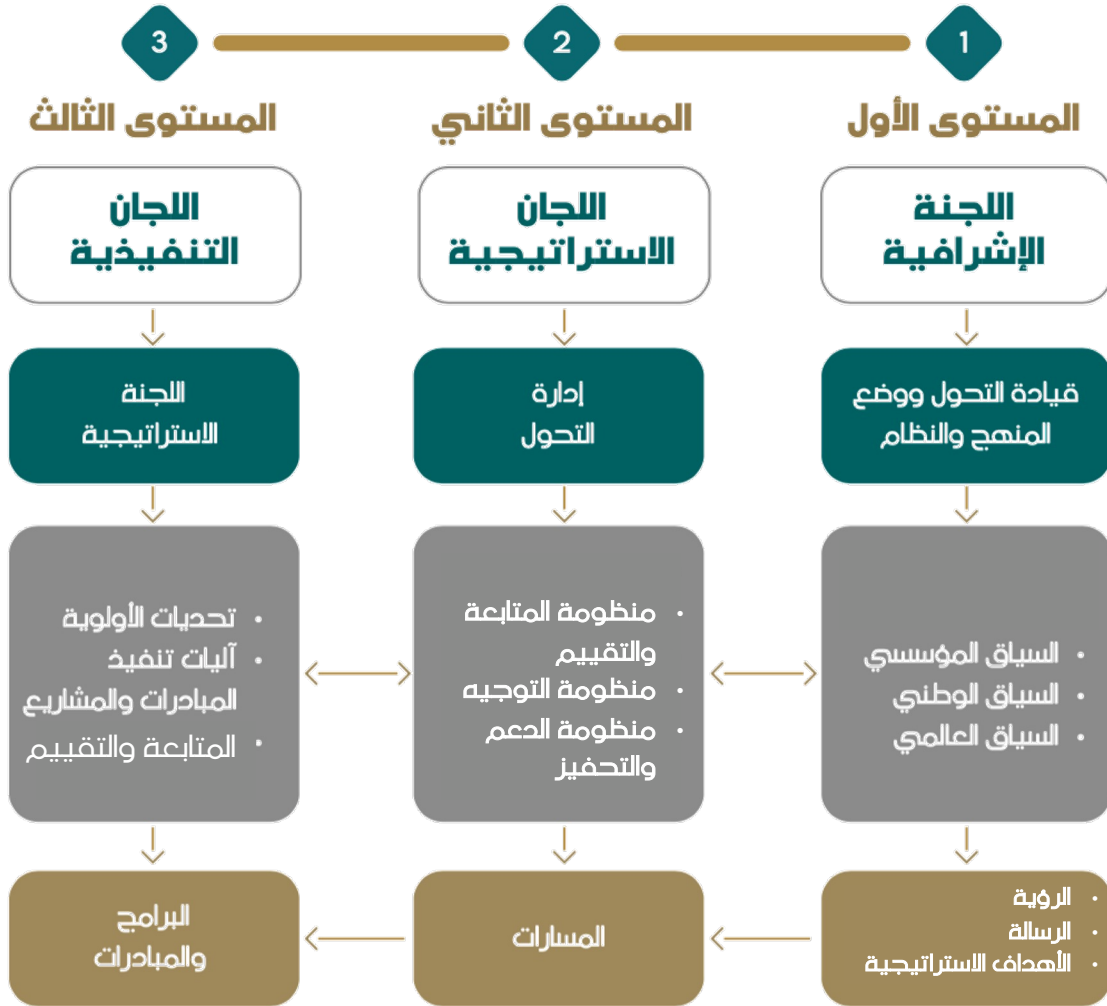 1
المستوى الأول
اللجنة
الإشرافية
قيادة التحول ووضع
المنهج والنظام
• السياق المؤسسي
• السياق الوطني
• السياق العالمي
• الرؤية
• الرسالة
• الأهداف الاستراتيجية
2
المستوى الثاني
اللجان
الاستراتيجية
إدارة
التحول
• منظومة المتابعة
والتقييم
• منظومة التوجيه
• منظومة الدعم
والتحفيز
المسارات
3
المستوى الثالث
اللجان
التنفيذية
اللجنة
الاستراتيجية
• تحديات الأولوية
• آليات تنفيذ
المبادرات والمشاريع
• المتابعة والتقييم
البرامج
والمبادرات